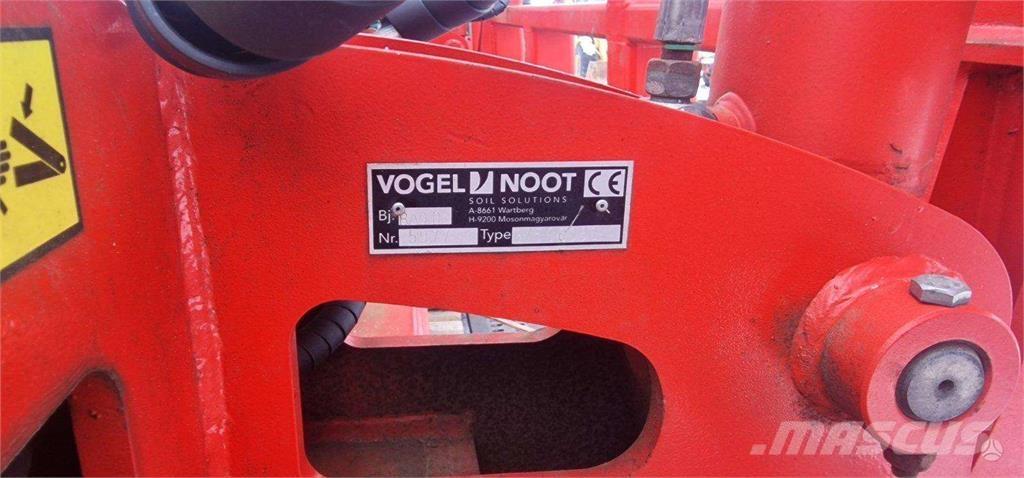 VOGEL NOOT CE
SOIL SOLUTIONS
A-8661 Wartberg
Bj.
H-9200 Mosonmagyaróvár
Nr. Type
MASCUS